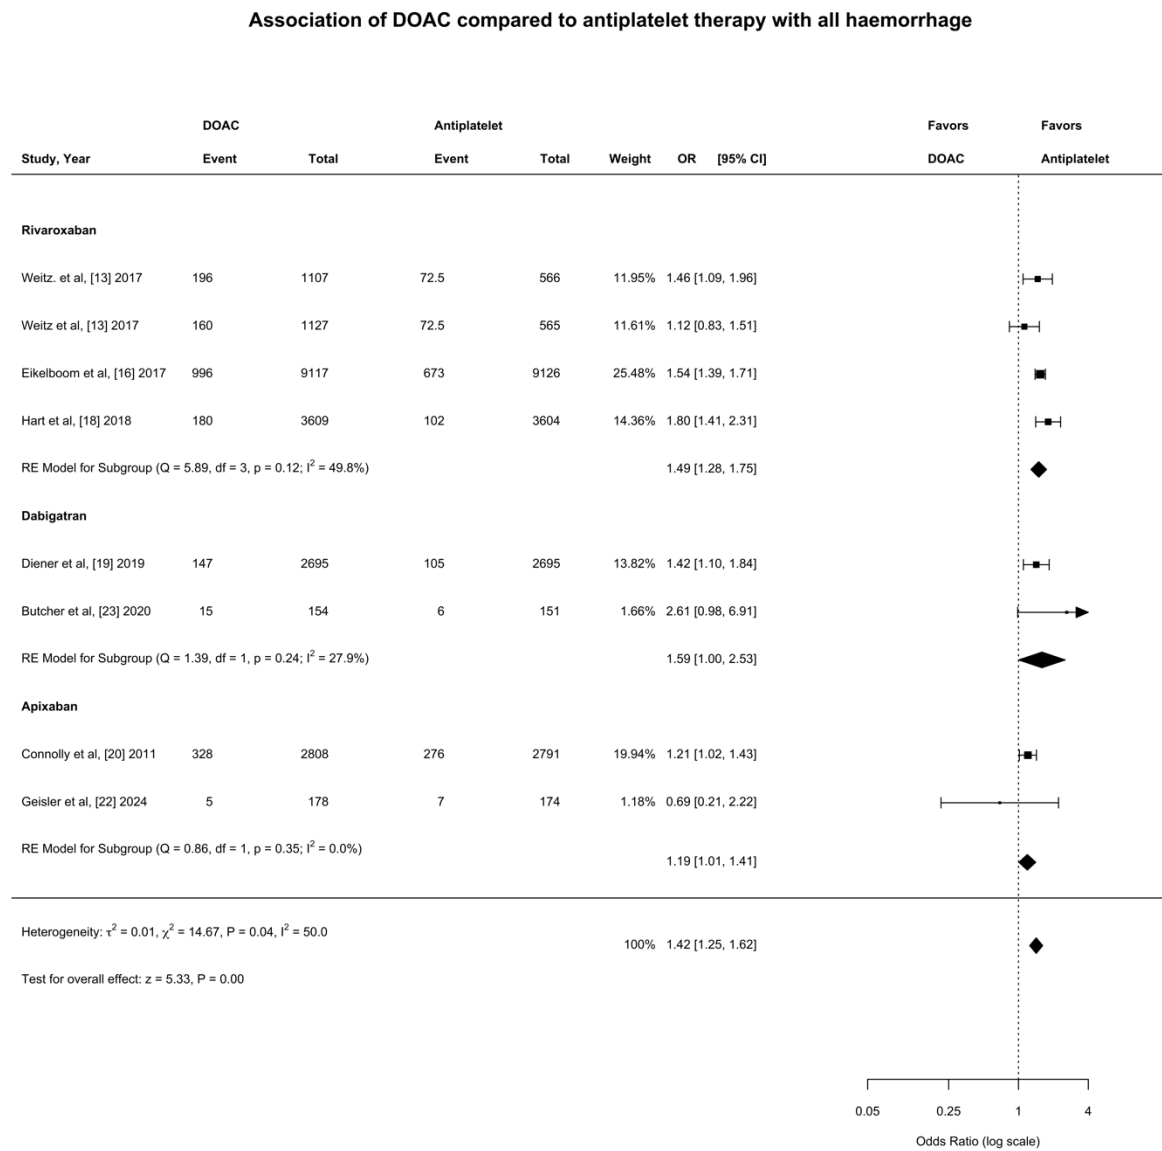 Association of DOAC compared to antiplatelet therapy with all haemorrhage
DOAC Antiplatelet Favors Favors
Study, Year Event Total Event Total Weight OR [95% CI] DOAC Antiplatelet
Rivaroxaban
Weitz. et al, [13] 2017 196 1107 72.5 566 11.95% 1.46 [1.09, 1.96]
Weitz et al, [13] 2017 160 1127 72.5 565 11.61% 1.12 [0.83, 1.51]
Eikelboom et al, [16] 2017 996 9117 673 9126 25.48% 1.54 [1.39, 1.71]
Hart et al, [18] 2018 180 3609 102 3604 14.36% 1.80 [1.41, 2.31]
RE Model for Subgroup (Q = 5.89, df = 3, p = 0.12; I² = 49.8%) 1.49 [1.28, 1.75]
Dabigatran
Diener et al, [19] 2019 147 2695 105 2695 13.82% 1.42 [1.10, 1.84]
Butcher et al, [23] 2020 15 154 6 151 1.66% 2.61 [0.98, 6.91]
RE Model for Subgroup (Q = 1.39, df = 1, p = 0.24; I² = 27.9%) 1.59 [1.00, 2.53]
Apixaban
Connolly et al, [20] 2011 328 2808 276 2791 19.94% 1.21 [1.02, 1.43]
Geisler et al, [22] 2024 5 178 7 174 1.18% 0.69 [0.21, 2.22]
RE Model for Subgroup (Q = 0.86, df = 1, p = 0.35; I² = 0.0%) 1.19 [1.01, 1.41]
Heterogeneity: τ² = 0.01, χ² = 14.67, P = 0.04, I² = 50.0 100% 1.42 [1.25, 1.62]
Test for overall effect: z = 5.33, P = 0.00
0.05 0.25 1 4
Odds Ratio (log scale)